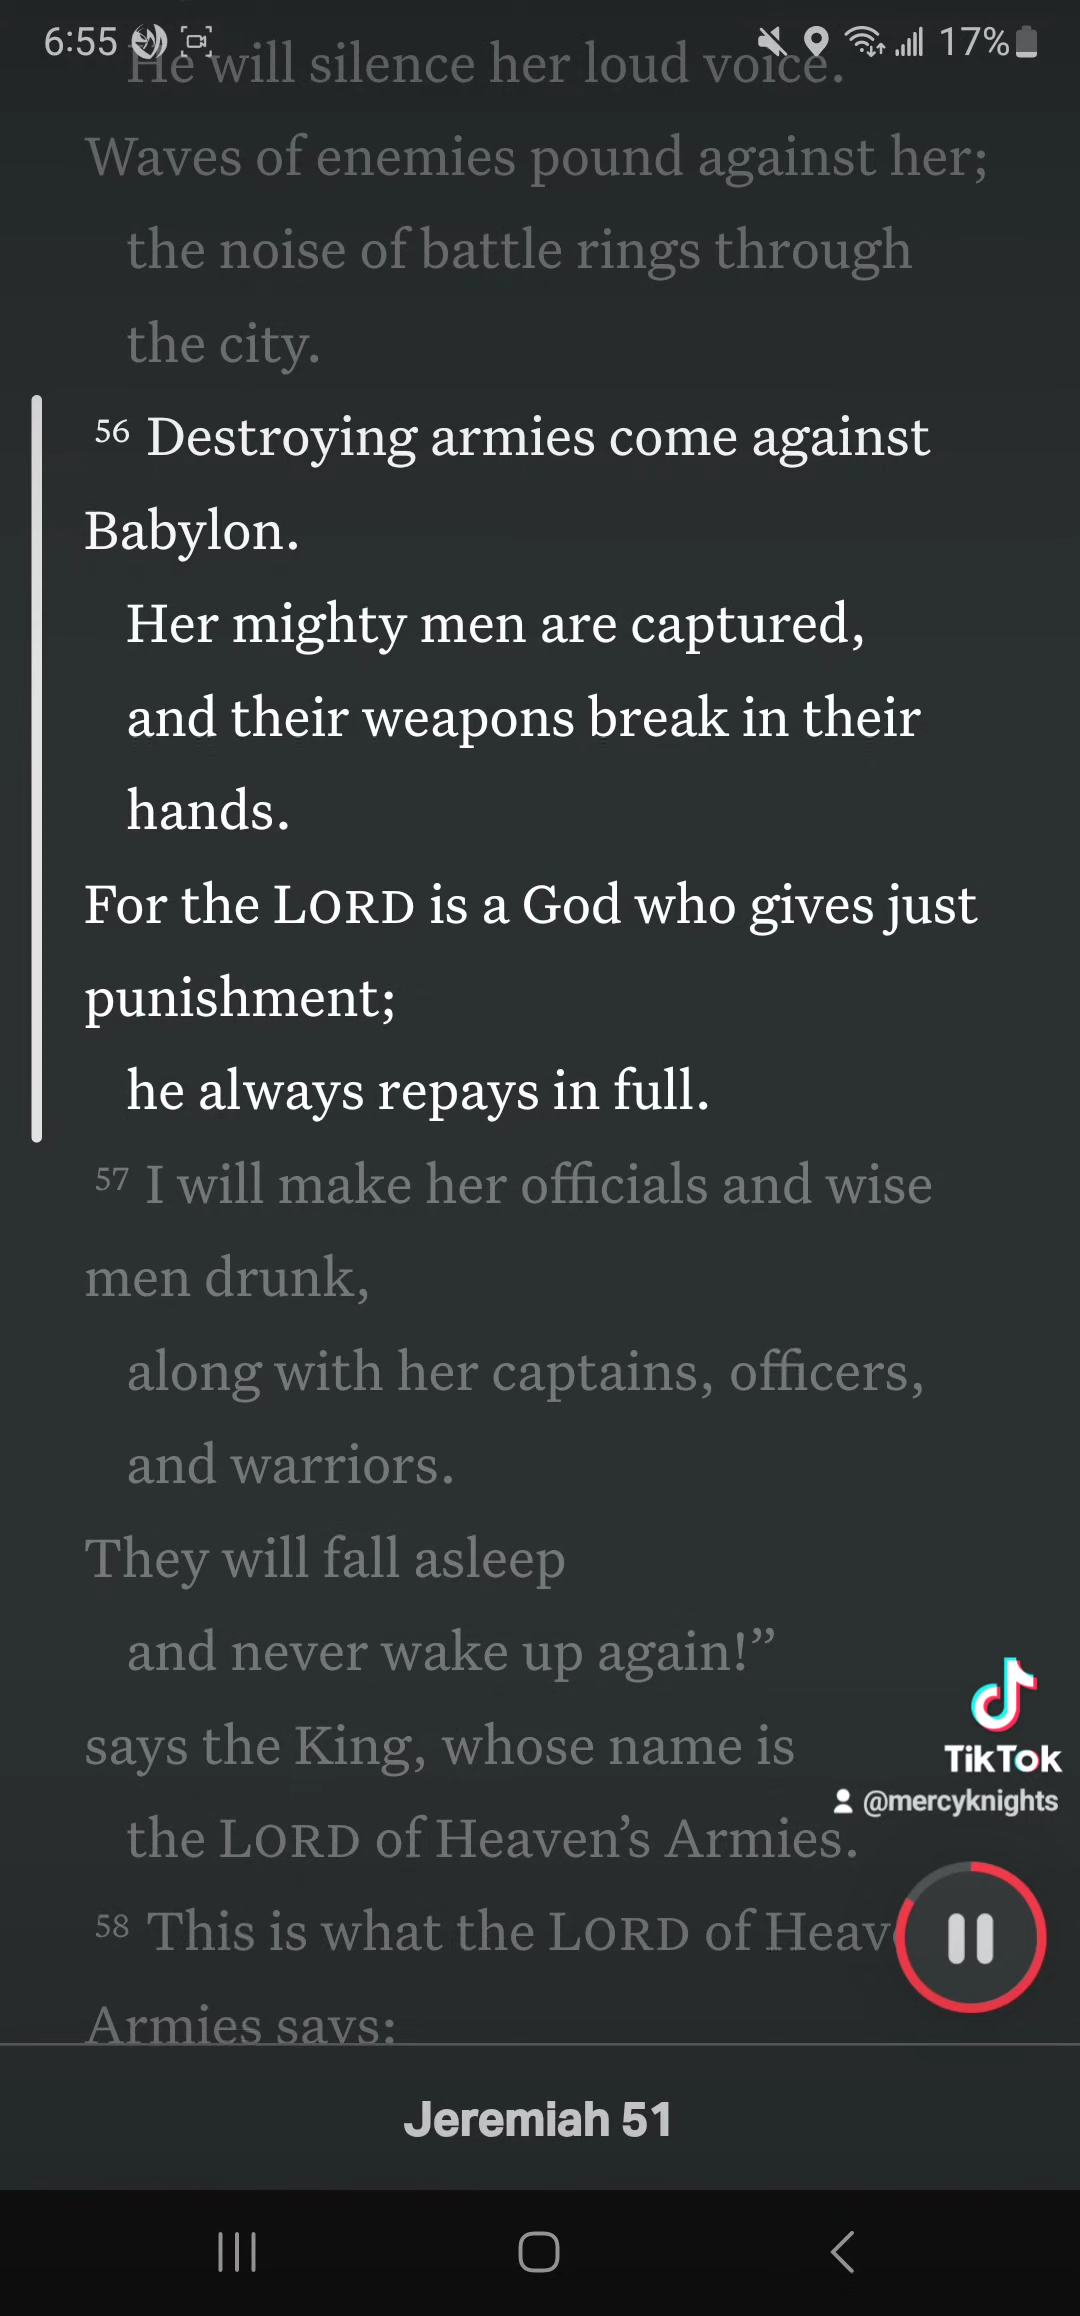 6:55 17%
He will silence her loud voice.
Waves of enemies pound against her;
the noise of battle rings through
the city.
56 Destroying armies come against
Babylon.
Her mighty men are captured,
and their weapons break in their
hands.
For the LORD is a God who gives just
punishment;
he always repays in full.
57 I will make her officials and wise
men drunk,
along with her captains, officers,
and warriors.
They will fall asleep
and never wake up again!”
says the King, whose name is
TikTok
@mercyknights
the LORD of Heaven’s Armies.
58 This is what the LORD of Heav
Armies says:
Jeremiah 51